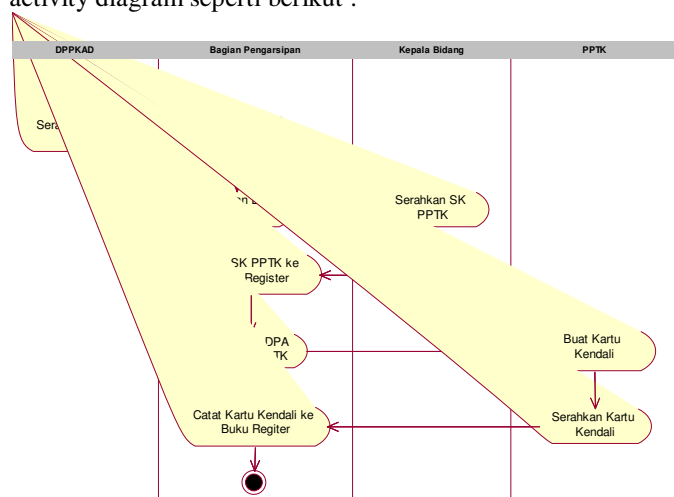 activity diagram seperti berikut :
DPPKAD
Bagian Pengarsipan
Kepala Bidang
PPTK
Serahkan SK
PPTK
SK PPTK ke
Register
DPA
Buat Kartu
Kendali
Catat Kartu Kendali ke
Buku Regiter
Serahkan Kartu
Kendali